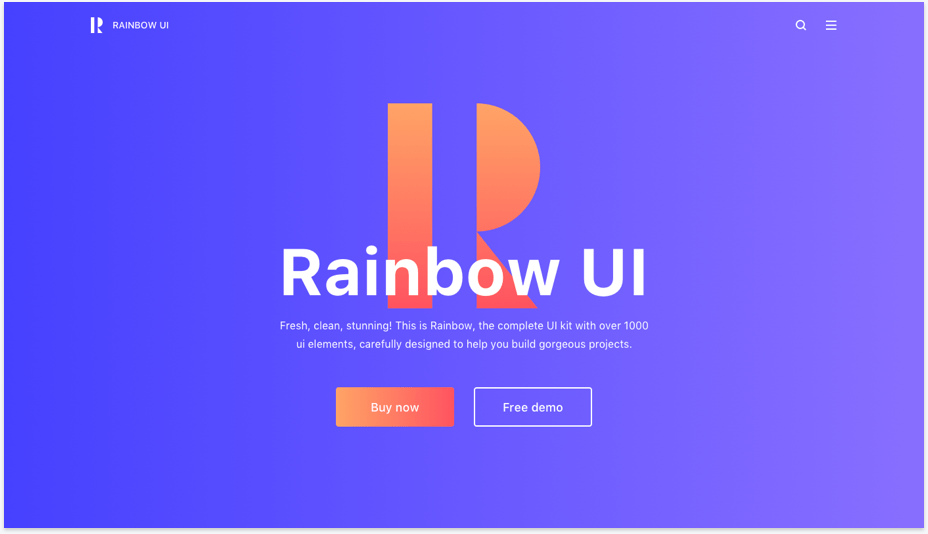 RAINBOW UI
Rainbow UI
Fresh, clean, stunning! This is Rainbow, the complete UI kit with over 1000
ui elements, carefully designed to help you build gorgeous projects.
Buy now
Free demo